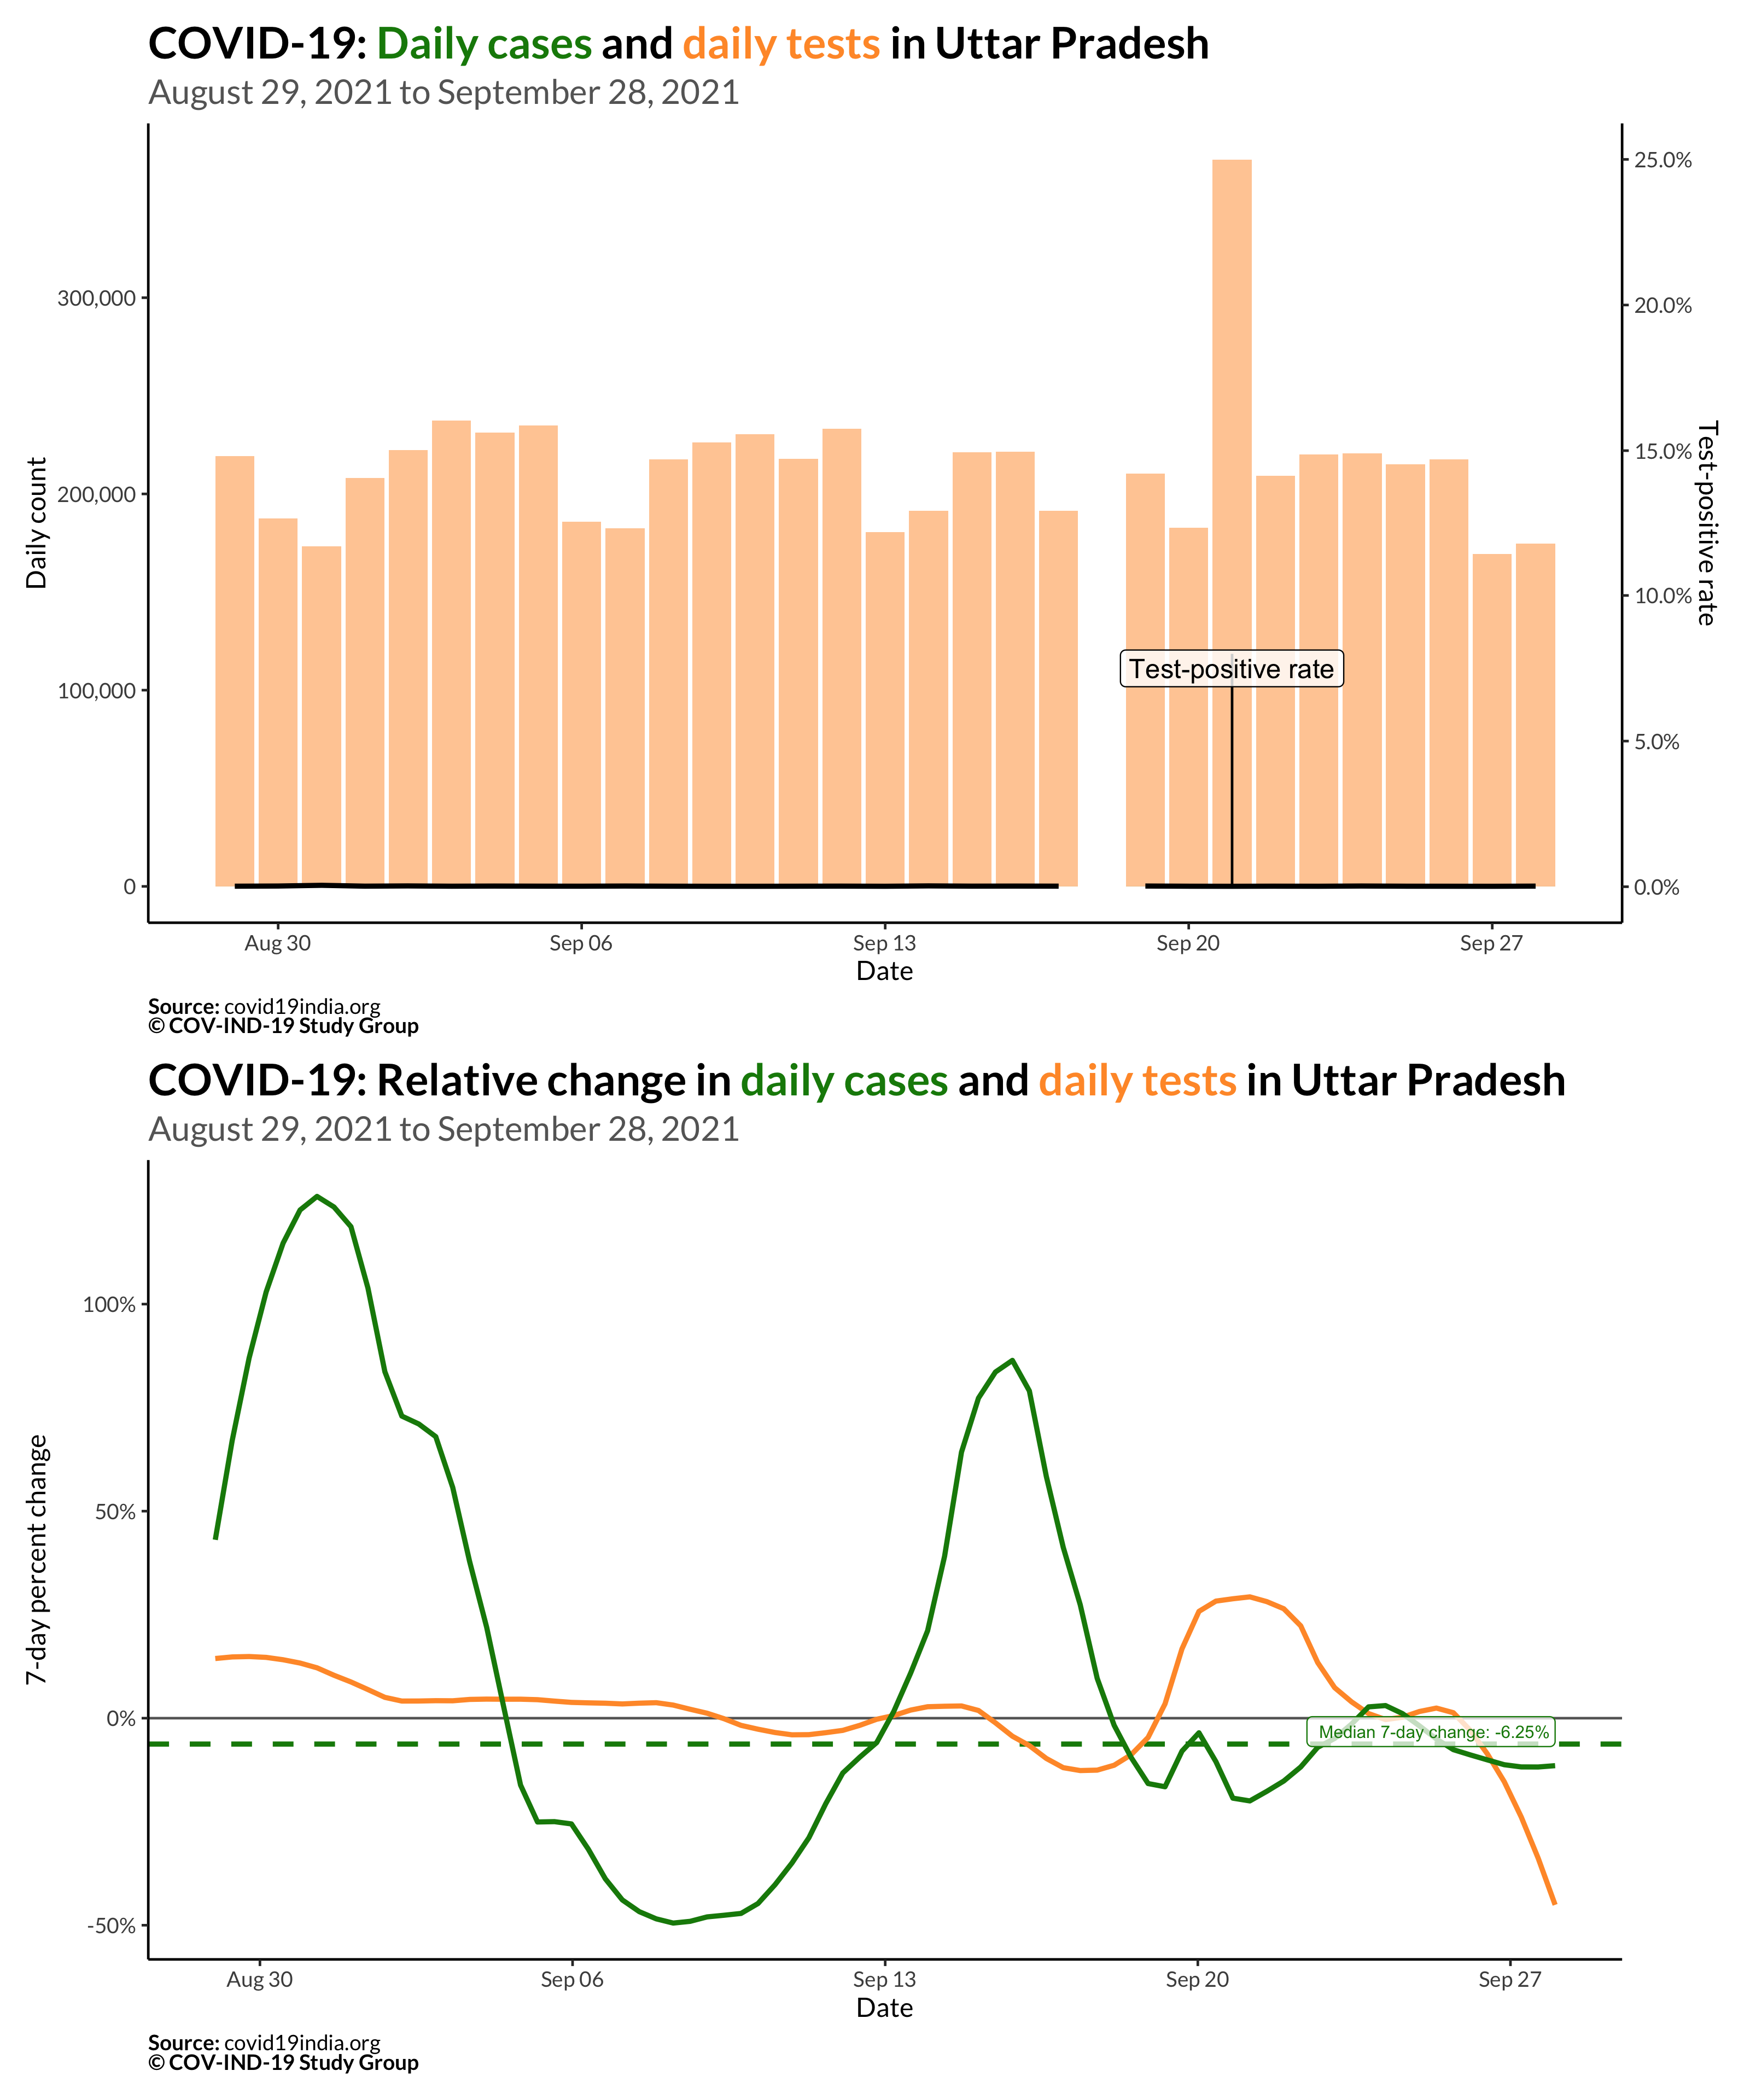 COVID-19: Daily cases and daily tests in Uttar Pradesh
August 29, 2021 to September 28, 2021
Daily count
300,000
200,000
100,000
0
25.0%
20.0%
15.0%
10.0%
5.0%
0.0%
Test-positive rate
Test-positive rate
Aug 30
Sep 06
Sep 13
Sep 20
Sep 27
Date
Source: covid19india.org
© COV-IND-19 Study Group
COVID-19: Relative change in daily cases and daily tests in Uttar Pradesh
August 29, 2021 to September 28, 2021
7-day percent change
100%
50%
0%
-50%
Median 7-day change: -6.25%
Aug 30
Sep 06
Sep 13
Sep 20
Sep 27
Date
Source: covid19india.org
© COV-IND-19 Study Group